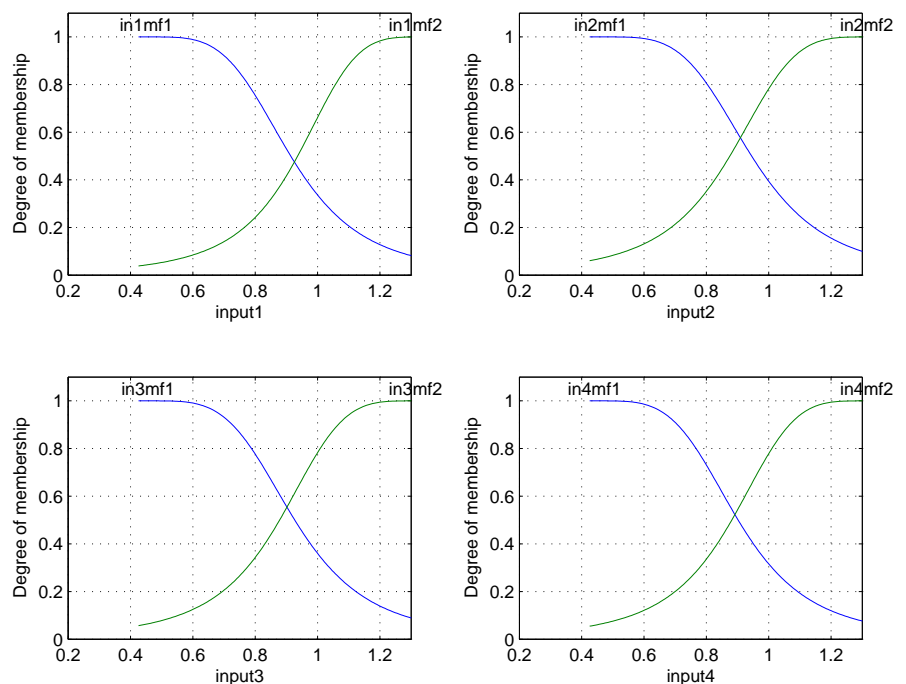 in1mf1 in1mf2
1
0.8
0.6
0.4
0.2
0
Degree of membership
0.2 0.4 0.6 0.8 1 1.2
input1
in2mf1 in2mf2
1
0.8
0.6
0.4
0.2
0
Degree of membership
0.2 0.4 0.6 0.8 1 1.2
input2
in3mf1 in3mf2
1
0.8
0.6
0.4
0.2
0
Degree of membership
0.2 0.4 0.6 0.8 1 1.2
input3
in4mf1 in4mf2
1
0.8
0.6
0.4
0.2
0
Degree of membership
0.2 0.4 0.6 0.8 1 1.2
input4